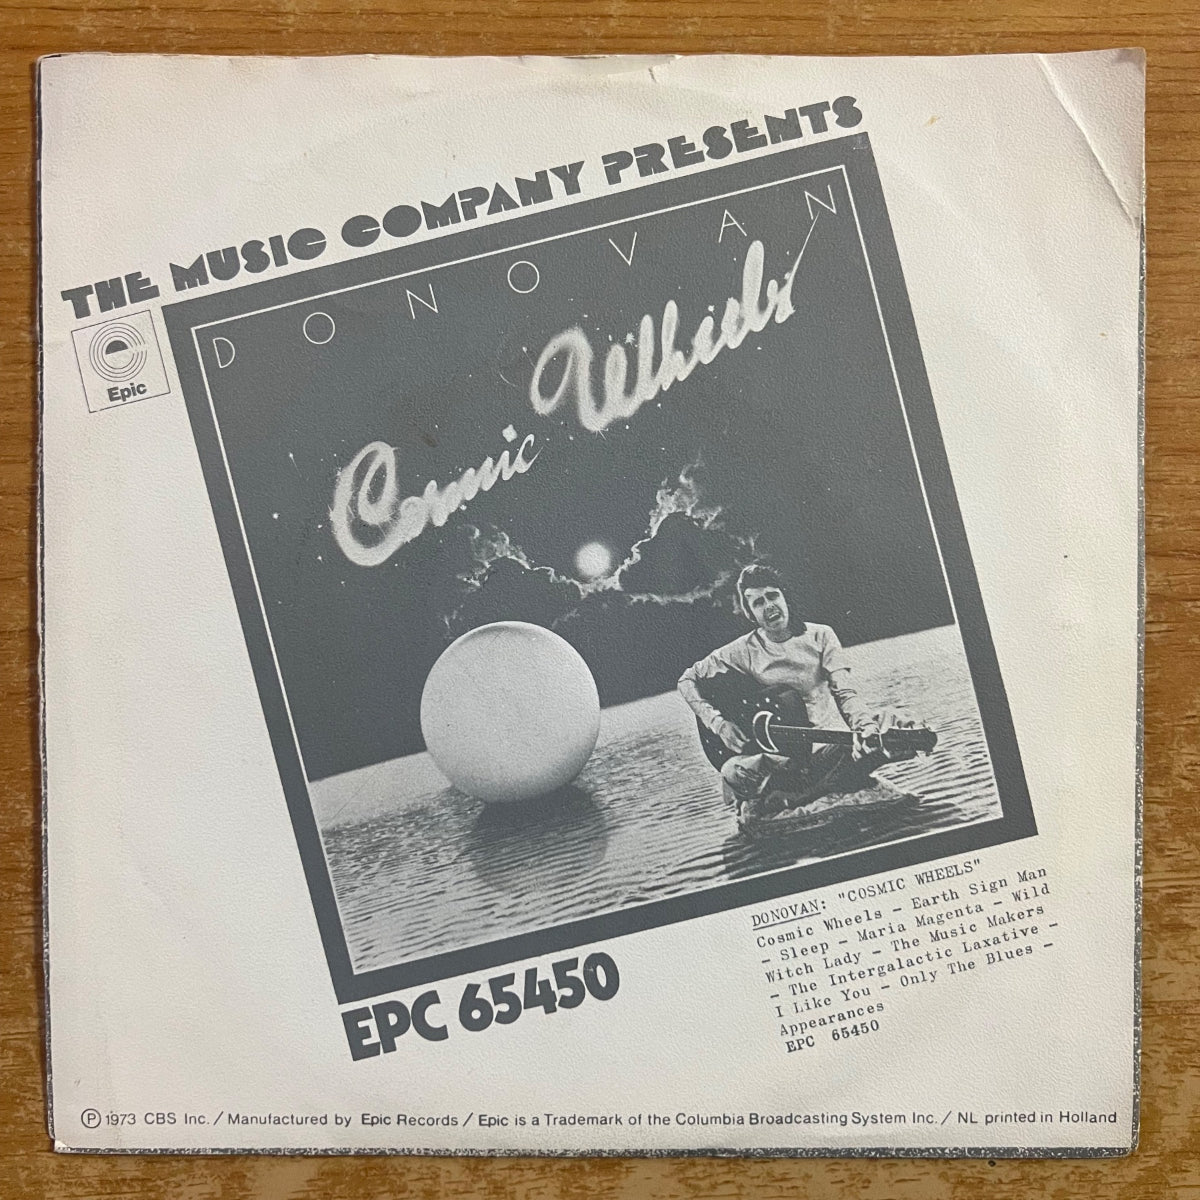 THE MUSIC COMPANY PRESENTS
Epic
DONOVAN
Cosmic Wheels
EPC 65450
DONOVAN: "COSMIC WHEELS"
Cosmic Wheels – Earth Sign Man
– Sleep – Maria Magenta – Wild
Witch Lady – The Music Makers
– The Intergalactic Laxative –
I Like You – Only The Blues –
Appearances
EPC 65450
Ⓟ 1973 CBS Inc. / Manufactured by Epic Records / Epic is a Trademark of the Columbia Broadcasting System Inc. / NL printed in Holland